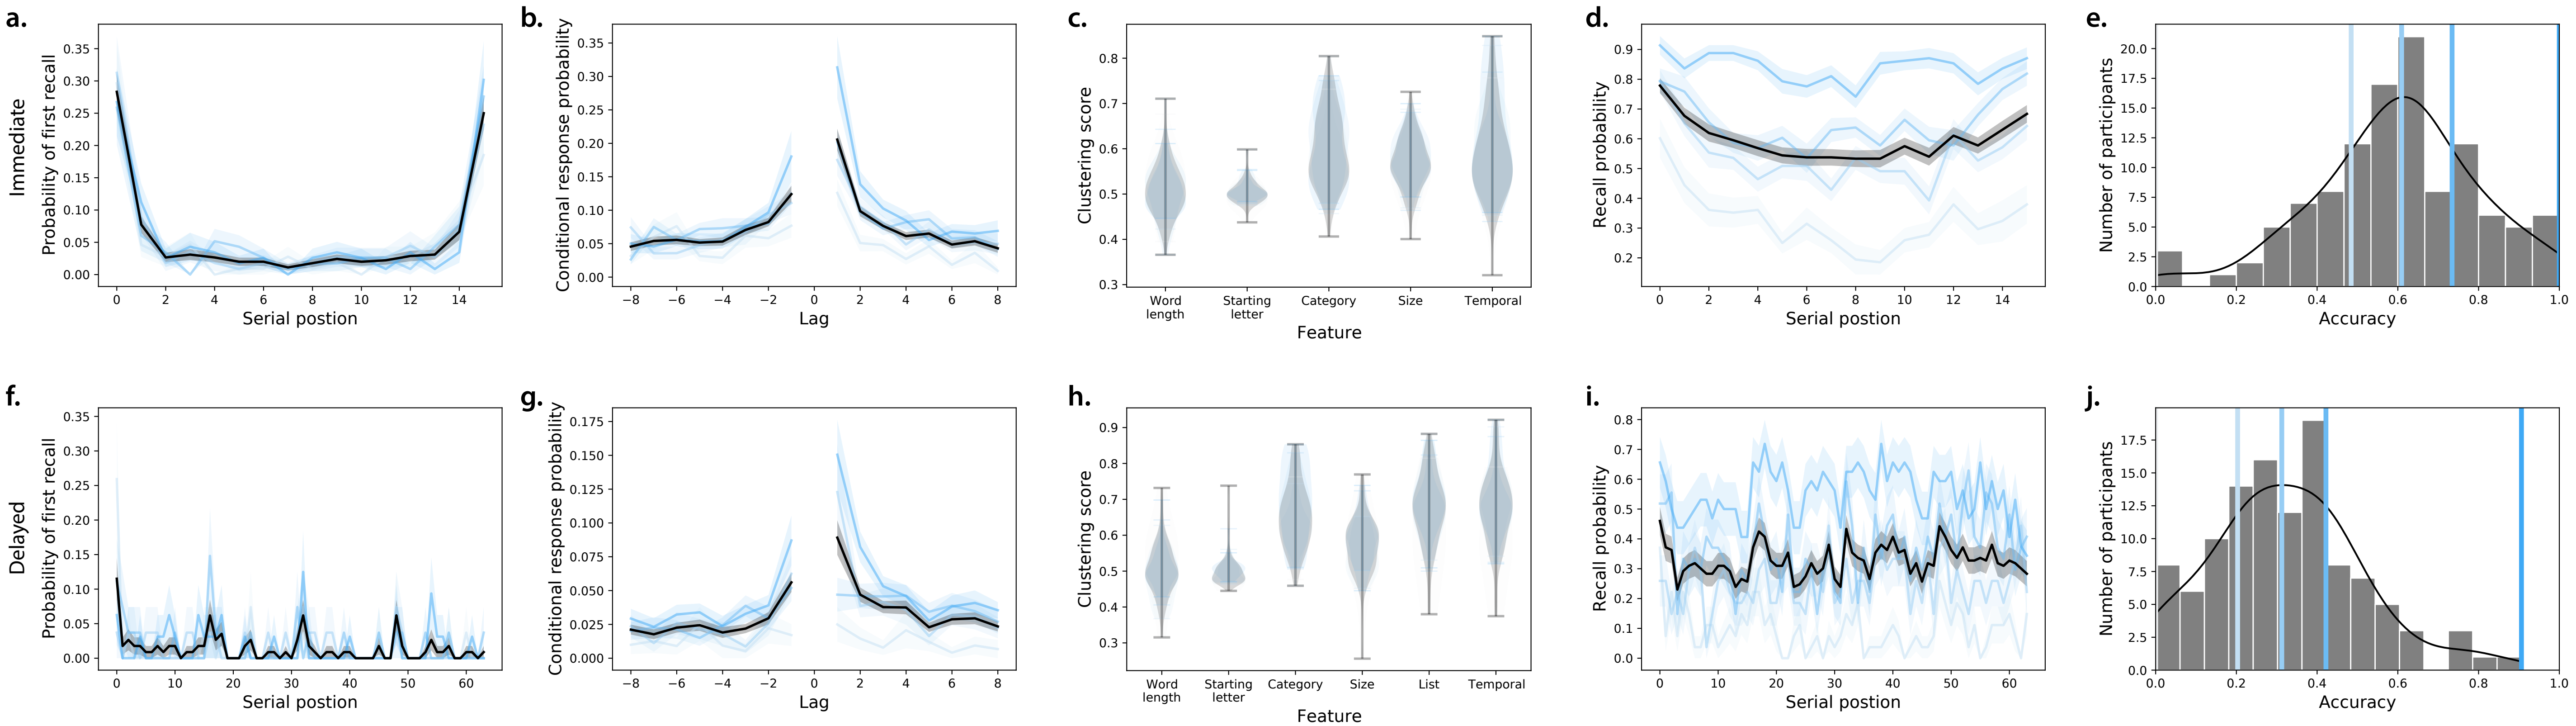 a.
Immediate
Probability of first recall
0.35
0.30
0.25
0.20
0.15
0.10
0.05
0.00
0 2 4 6 8 10 12 14
Serial postion
b.
Conditional response probability
0.35
0.30
0.25
0.20
0.15
0.10
0.05
0.00
−8 −6 −4 −2 0 2 4 6 8
Lag
c.
Clustering score
0.8
0.7
0.6
0.5
0.4
0.3
Word length Starting letter Category Size Temporal
Feature
d.
Recall probability
0.9
0.8
0.7
0.6
0.5
0.4
0.3
0.2
0 2 4 6 8 10 12 14
Serial postion
e.
Number of participants
20.0
17.5
15.0
12.5
10.0
7.5
5.0
2.5
0.0
0.0 0.2 0.4 0.6 0.8 1.0
Accuracy
f.
Delayed
Probability of first recall
0.35
0.30
0.25
0.20
0.15
0.10
0.05
0.00
0 10 20 30 40 50 60
Serial postion
g.
Conditional response probability
0.175
0.150
0.125
0.100
0.075
0.050
0.025
0.000
−8 −6 −4 −2 0 2 4 6 8
Lag
h.
Clustering score
0.9
0.8
0.7
0.6
0.5
0.4
0.3
Word length Starting letter Category Size List Temporal
Feature
i.
Recall probability
0.8
0.7
0.6
0.5
0.4
0.3
0.2
0.1
0.0
0 10 20 30 40 50 60
Serial postion
j.
Number of participants
17.5
15.0
12.5
10.0
7.5
5.0
2.5
0.0
0.0 0.2 0.4 0.6 0.8 1.0
Accuracy